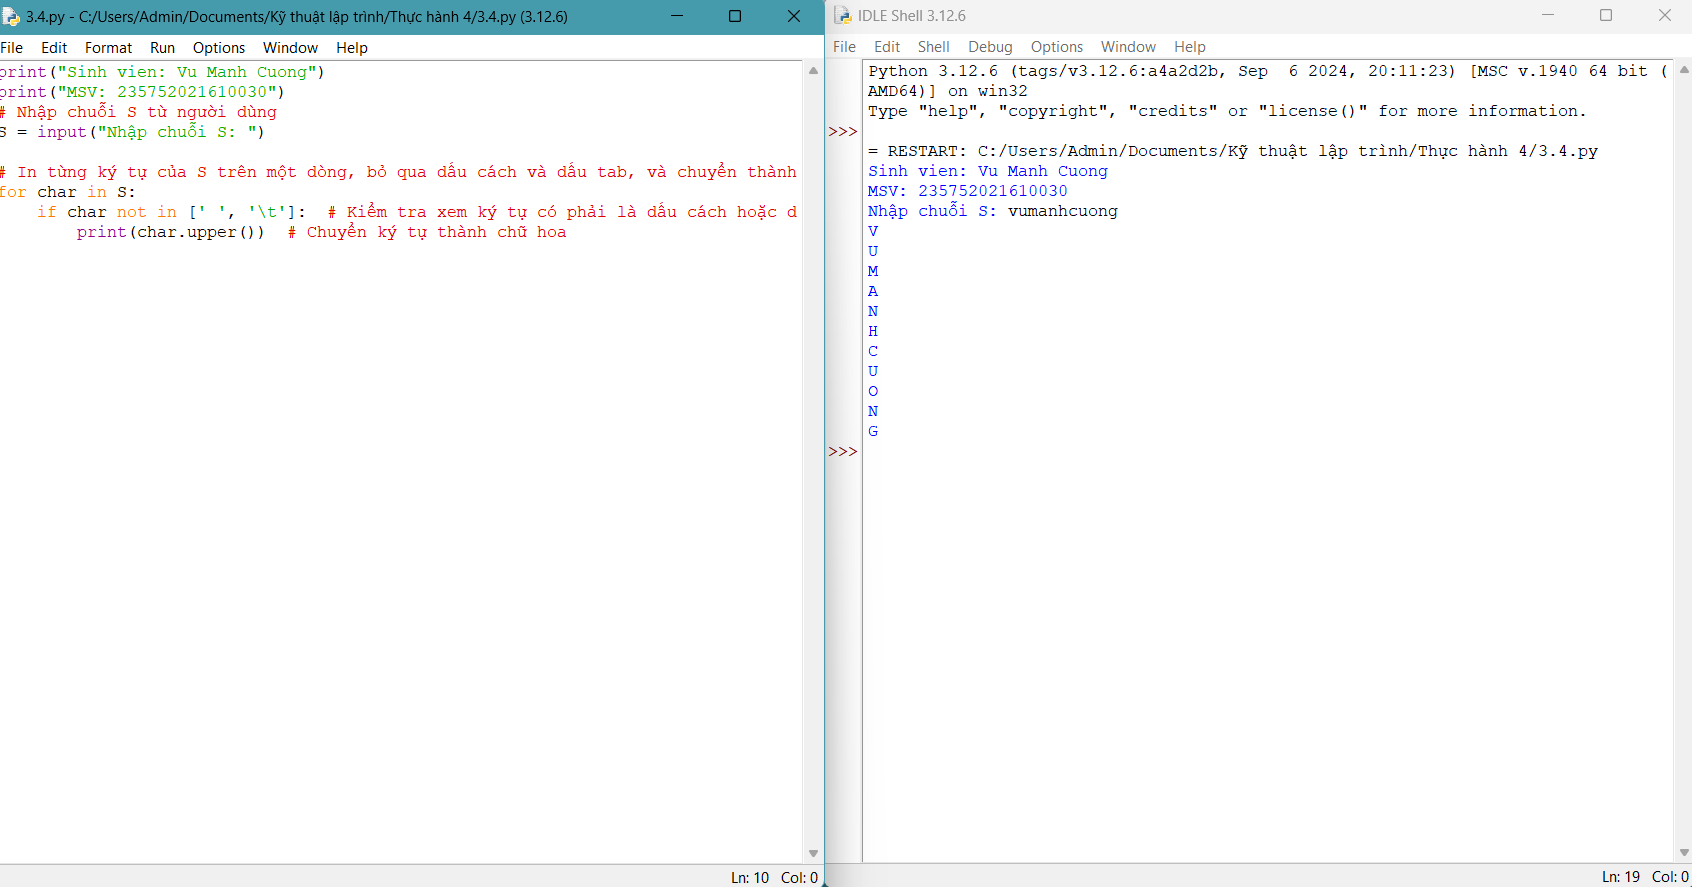 3.4.py - C:/Users/Admin/Documents/Kỹ thuật lập trình/Thực hành 4/3.4.py (3.12.6)
File Edit Format Run Options Window Help
print("Sinh vien: Vu Manh Cuong")
print("MSV: 235752021610030")
# Nhập chuỗi S từ người dùng
S = input("Nhập chuỗi S: ")
# In từng ký tự của S trên một dòng, bỏ qua dấu cách và dấu tab, và chuyển thành
for char in S:
    if char not in [' ', '\t']:  # Kiểm tra xem ký tự có phải là dấu cách hoặc d
        print(char.upper())  # Chuyển ký tự thành chữ hoa
Ln: 10 Col: 0
IDLE Shell 3.12.6
File Edit Shell Debug Options Window Help
Python 3.12.6 (tags/v3.12.6:a4a2d2b, Sep  6 2024, 20:11:23) [MSC v.1940 64 bit (
AMD64)] on win32
Type "help", "copyright", "credits" or "license()" for more information.
>>>
= RESTART: C:/Users/Admin/Documents/Kỹ thuật lập trình/Thực hành 4/3.4.py
Sinh vien: Vu Manh Cuong
MSV: 235752021610030
Nhập chuỗi S: vumanhcuong
V
U
M
A
N
H
C
U
O
N
G
>>>
Ln: 19 Col: 0